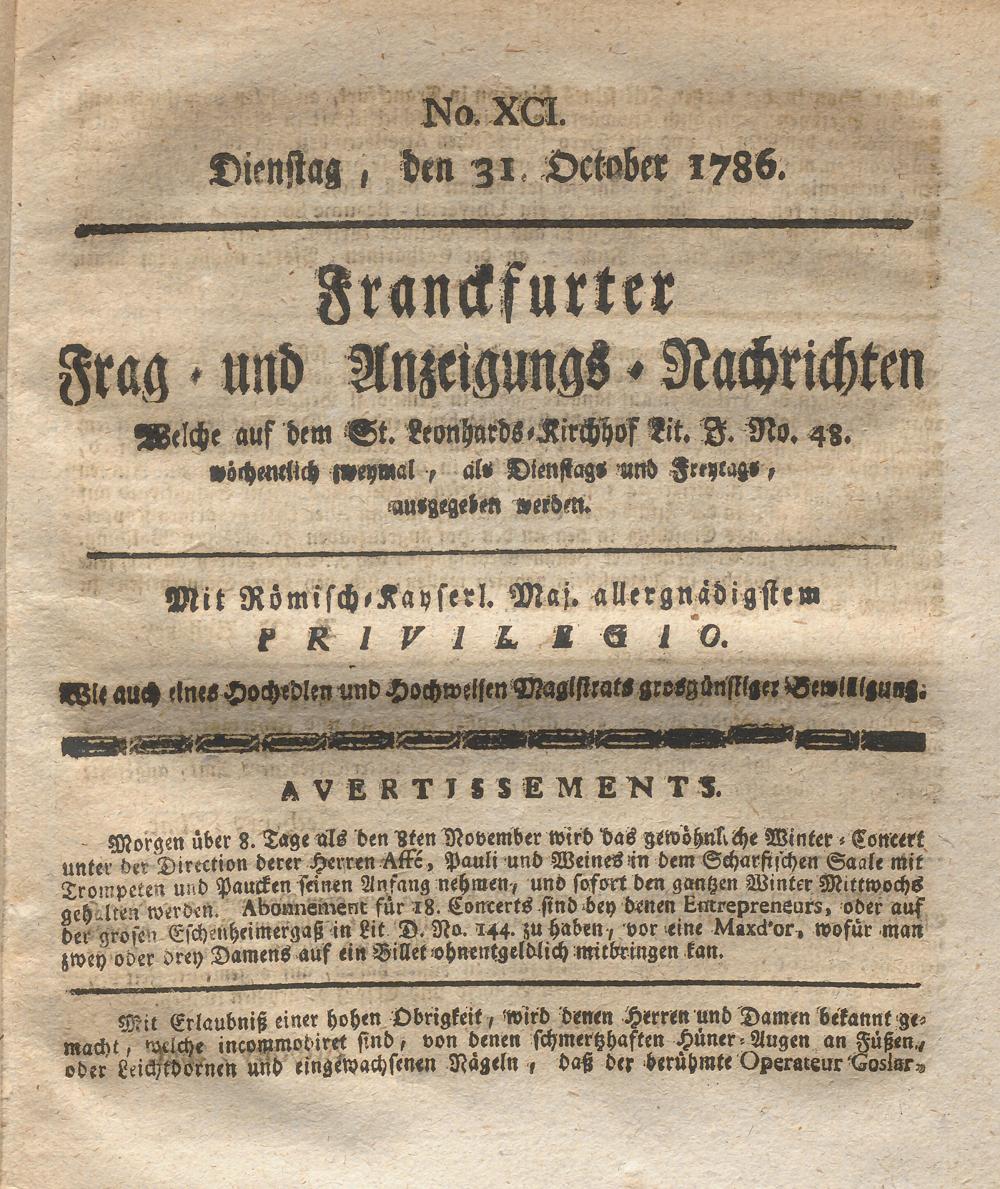 No. XCI.
Dienstag, den 31. October 1786.
Franckfurter
Frag- und Anzeigungs-Nachrichten
Welche auf dem St. Leonhards-Kirchhof Lit. J. No. 48.
wöchentlich zweymal, als Dienstags und Freytags,
ausgegeben werden.
Mit Römisch-Kayserl. Maj. allergnädigstem
PRIVILEGIO.
Wie auch eines Hochedlen und Hochweisen Magistrats grosgünstiger Bewilligung.
AVERTISSEMENTS.
Morgen über 8. Tage als den 8ten November wird das gewöhnliche Winter-Concert
unter der Direction derer Herren Affé, Pauli und Weines in dem Scharfischen Saale mit
Trompeten und Paucken seinen Anfang nehmen, und sofort den gantzen Winter Mittwochs
gehalten werden. Abonnement für 18. Concerts sind bey denen Entrepreneurs, oder auf
der grosen Eschenheimergaß in Lit. D. No. 144. zu haben, vor eine Maxd'or, wofür man
zwey oder drey Damens auf ein Billet ohnentgeldlich mitbringen kan.
Mit Erlaubniß einer hohen Obrigkeit, wird denen Herren und Damen bekannt ge-
macht, welche incommodiret sind, von denen schmertzhaften Hüner-Augen an Füßen,
oder Leichtdornen und eingewachsenen Nägeln, daß der berühmte Operateur Goslar-